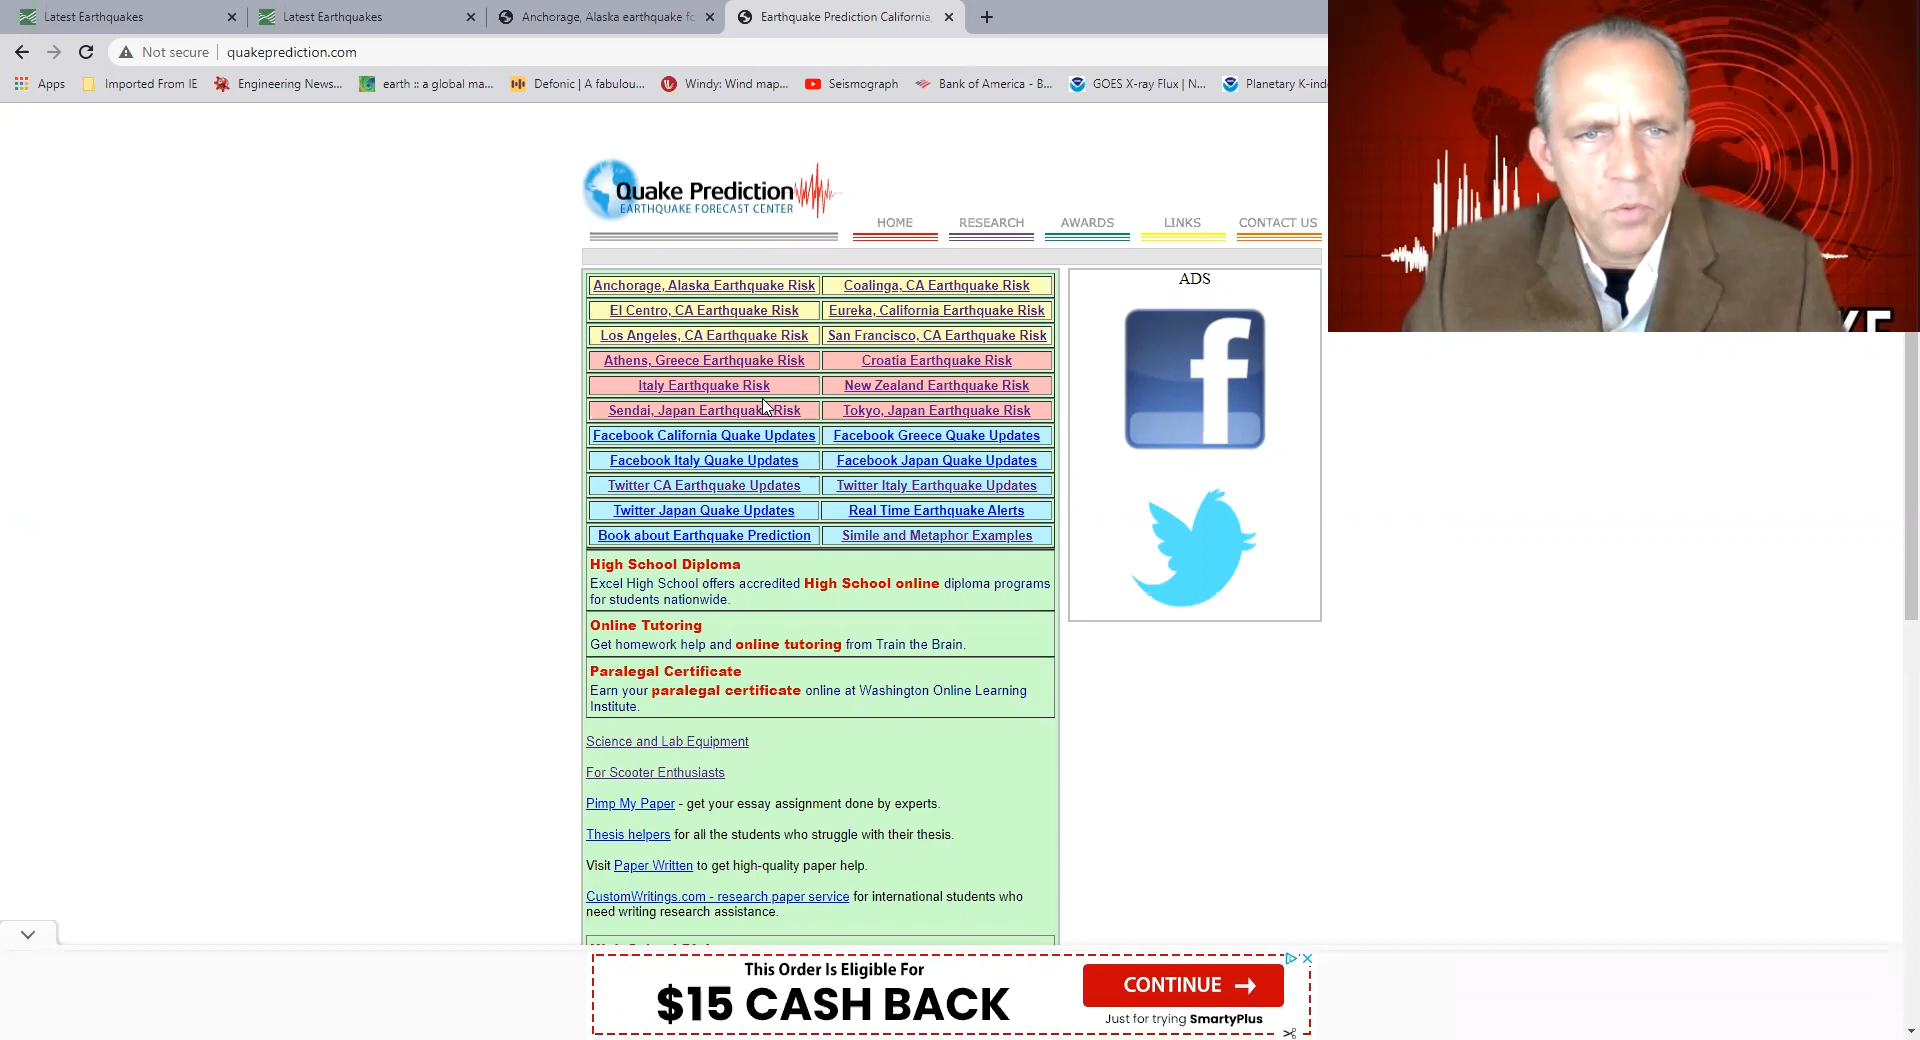 Latest Earthquakes
Latest Earthquakes
Anchorage, Alaska earthquake fo
Earthquake Prediction California,
Not secure
quakeprediction.com
Apps
Imported From IE
Engineering News...
earth :: a global ma...
Defonic | A fabulou...
Windy: Wind map...
Seismograph
Bank of America - B...
GOES X-ray Flux | N...
Planetary K-ind
Quake Prediction
EARTHQUAKE FORECAST CENTER
HOME
RESEARCH
AWARDS
LINKS
CONTACT US
Anchorage, Alaska Earthquake Risk
Coalinga, CA Earthquake Risk
El Centro, CA Earthquake Risk
Eureka, California Earthquake Risk
Los Angeles, CA Earthquake Risk
San Francisco, CA Earthquake Risk
Athens, Greece Earthquake Risk
Croatia Earthquake Risk
Italy Earthquake Risk
New Zealand Earthquake Risk
Sendai, Japan Earthquake Risk
Tokyo, Japan Earthquake Risk
Facebook California Quake Updates
Facebook Greece Quake Updates
Facebook Italy Quake Updates
Facebook Japan Quake Updates
Twitter CA Earthquake Updates
Twitter Italy Earthquake Updates
Twitter Japan Quake Updates
Real Time Earthquake Alerts
Book about Earthquake Prediction
Simile and Metaphor Examples
ADS
f
High School Diploma
Excel High School offers accredited High School online diploma programs
for students nationwide.
Online Tutoring
Get homework help and online tutoring from Train the Brain.
Paralegal Certificate
Earn your paralegal certificate online at Washington Online Learning
Institute.
Science and Lab Equipment
For Scooter Enthusiasts
Pimp My Paper - get your essay assignment done by experts.
Thesis helpers for all the students who struggle with their thesis.
Visit Paper Written to get high-quality paper help.
CustomWritings.com - research paper service for international students who
need writing research assistance.
This Order Is Eligible For
$15 CASH BACK
CONTINUE
Just for trying SmartyPlus